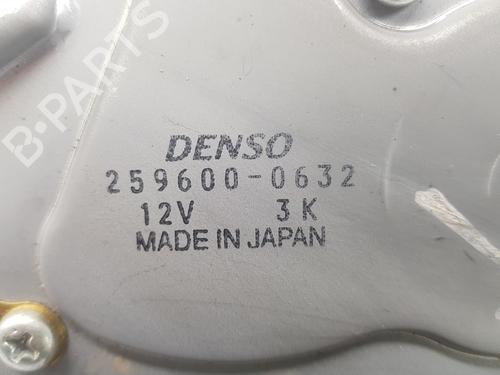 B-PARTS
DENSO
259600-0632
12V 3K
MADE IN JAPAN